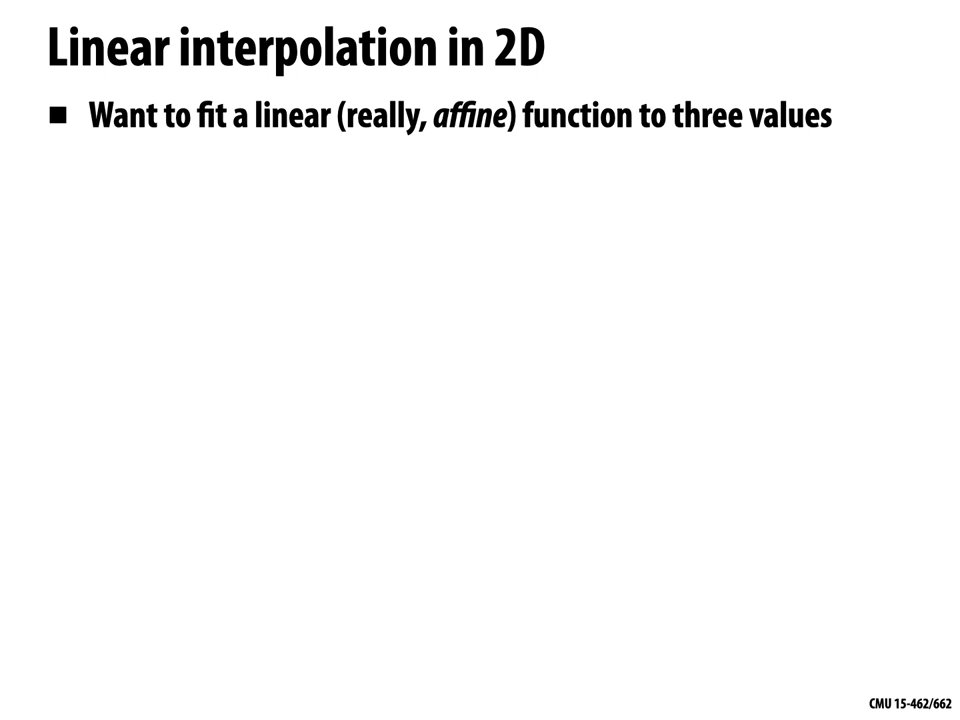 Linear interpolation in 2D
■ Want to fit a linear (really, affine) function to three values
CMU 15-462/662